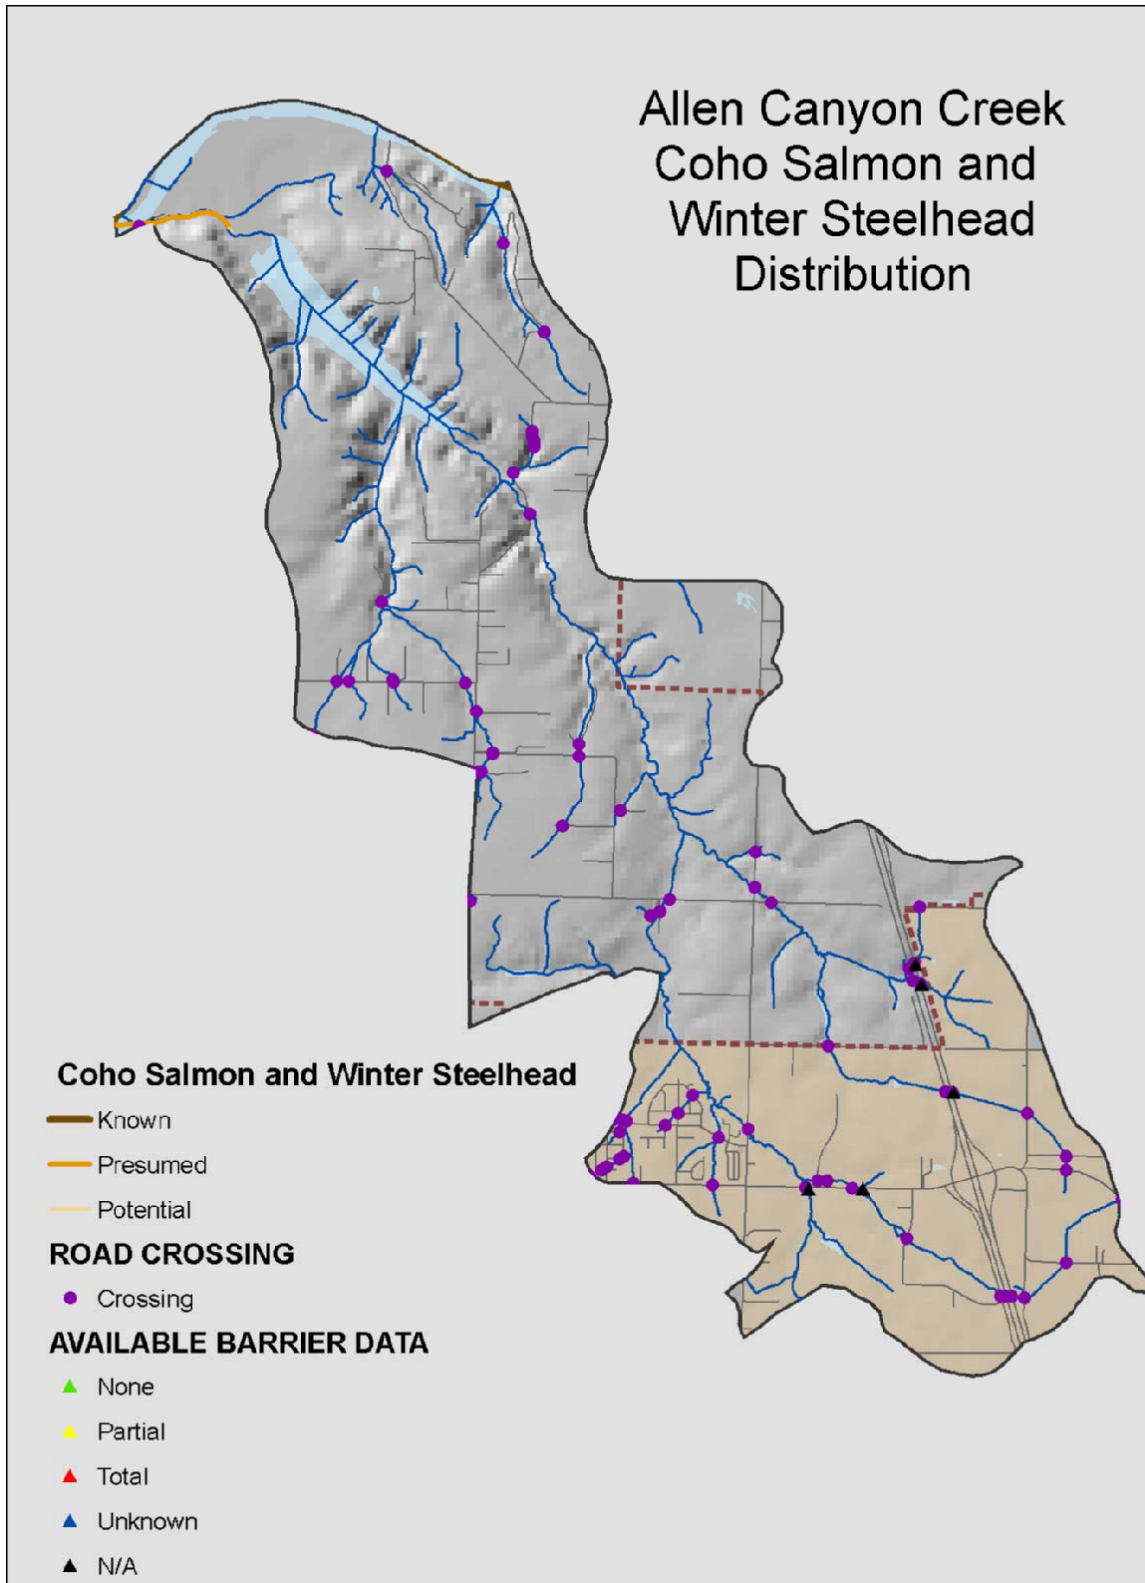 Allen Canyon Creek
Coho Salmon and
Winter Steelhead
Distribution
Coho Salmon and Winter Steelhead
Known
Presumed
Potential
ROAD CROSSING
Crossing
AVAILABLE BARRIER DATA
None
Partial
Total
Unknown
N/A